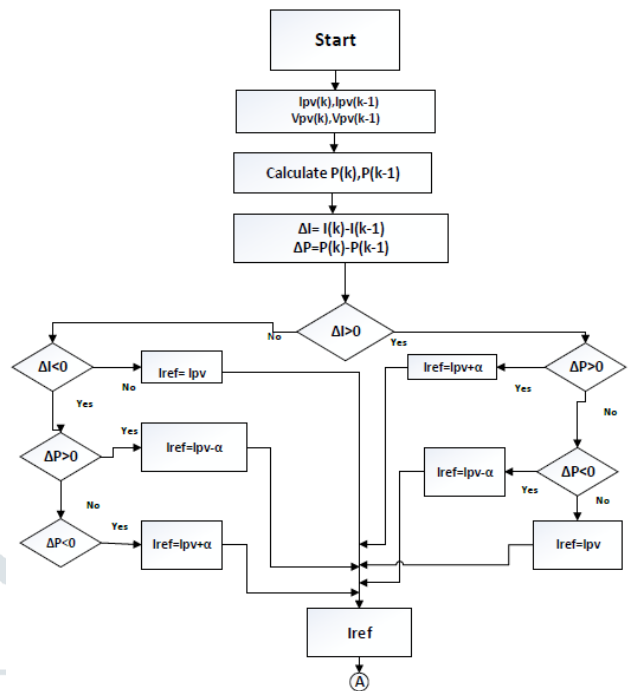 Start
Ipv(k),Ipv(k-1)
Vpv(k),Vpv(k-1)
Calculate P(k),P(k-1)
ΔI= I(k)-I(k-1)
ΔP=P(k)-P(k-1)
ΔI>0
No
Yes
ΔI<0
No
Iref= Ipv
Iref=Ipv+α
Yes
ΔP>0
Yes
No
ΔP>0
Yes
Iref=Ipv-α
Iref=Ipv-α
Yes
ΔP<0
No
No
ΔP<0
Yes
Iref=Ipv+α
Iref=Ipv
Iref
A